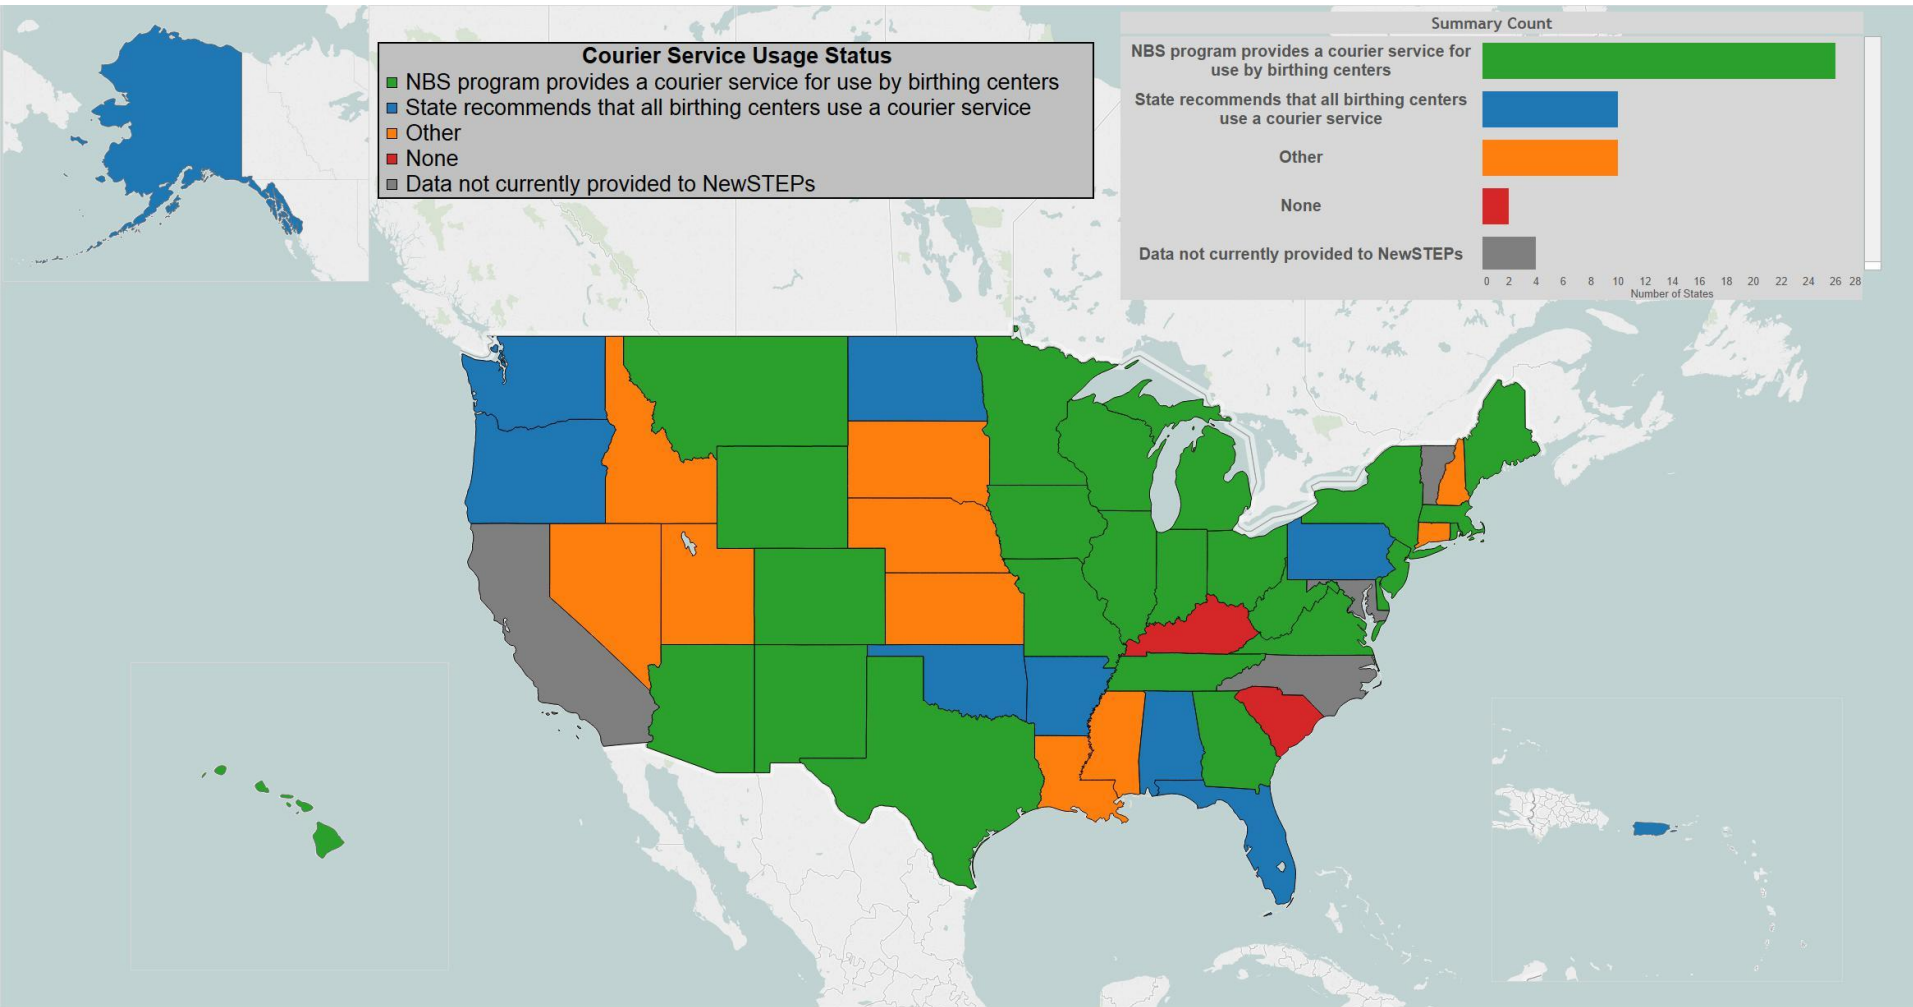 Courier Service Usage Status
NBS program provides a courier service for use by birthing centers
State recommends that all birthing centers use a courier service
Other
None
Data not currently provided to NewSTEPs
Summary Count
NBS program provides a courier service for
use by birthing centers
State recommends that all birthing centers
use a courier service
Other
None
Data not currently provided to NewSTEPs
0 2 4 6 8 10 12 14 16 18 20 22 24 26 28
Number of States